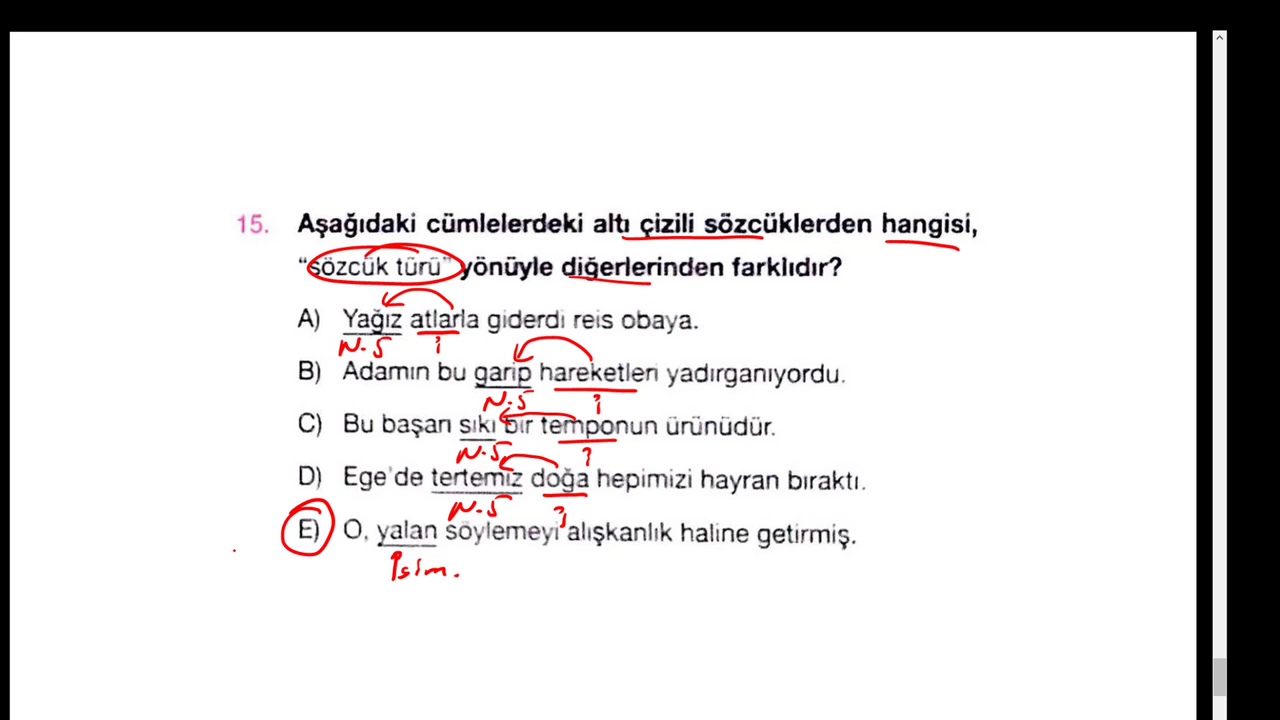 15. Aşağıdaki cümlelerdeki altı çizili sözcüklerden hangisi,
"sözcük türü" yönüyle diğerlerinden farklıdır?
A) Yağız atlarla giderdi reis obaya.
N.S i
B) Adamın bu garip hareketleri yadırganıyordu.
N.S i
C) Bu başarı sıkı bir temponun ürünüdür.
N.S i
D) Ege'de tertemiz doğa hepimizi hayran bıraktı.
N.S i
E) O, yalan söylemeyi alışkanlık haline getirmiş.
İsim.